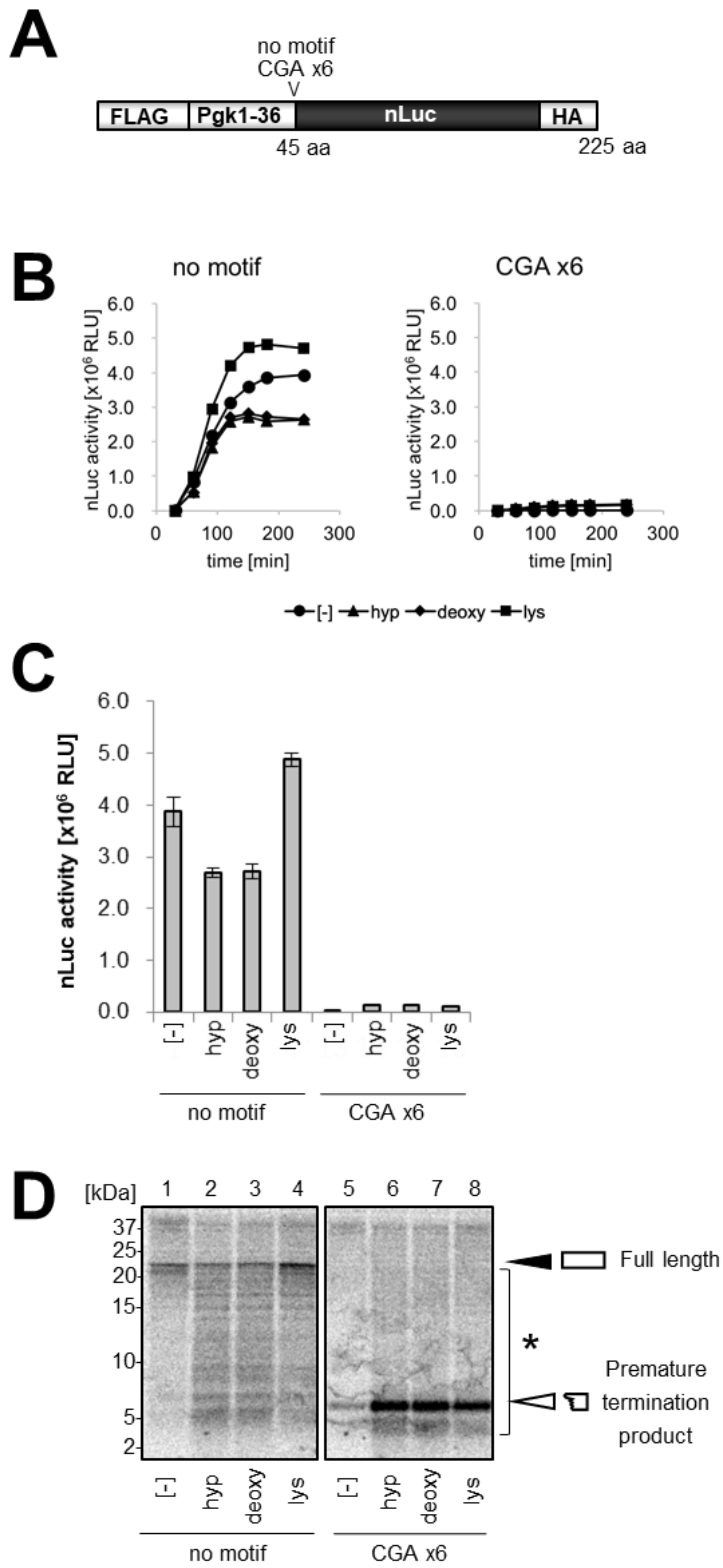 A
no motif
CGA x6
FLAG Pgk1-36 nLuc HA
45 aa 225 aa
B
no motif CGA x6
nLuc activity [x10⁶ RLU]
6.0
5.0
4.0
3.0
2.0
1.0
0.0
0 100 200 300
time [min]
nLuc activity [x10⁶ RLU]
6.0
5.0
4.0
3.0
2.0
1.0
0.0
0 100 200 300
time [min]
[-] hyp deoxy lys
C
nLuc activity [x10⁶ RLU]
6.0
5.0
4.0
3.0
2.0
1.0
0.0
[-] hyp deoxy lys [-] hyp deoxy lys
no motif CGA x6
D
[kDa] 1 2 3 4 5 6 7 8
37
25
20
15
10
5
2
Full length
*
Premature
termination
product
[-] hyp deoxy lys [-] hyp deoxy lys
no motif CGA x6